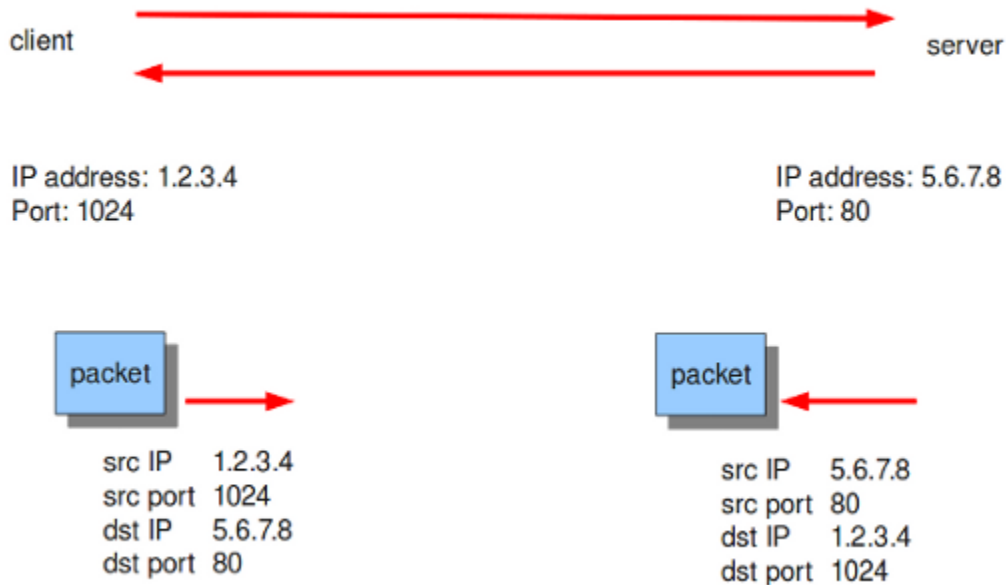 client
server
IP address: 1.2.3.4
Port: 1024
IP address: 5.6.7.8
Port: 80
packet
src IP 1.2.3.4
src port 1024
dst IP 5.6.7.8
dst port 80
packet
src IP 5.6.7.8
src port 80
dst IP 1.2.3.4
dst port 1024